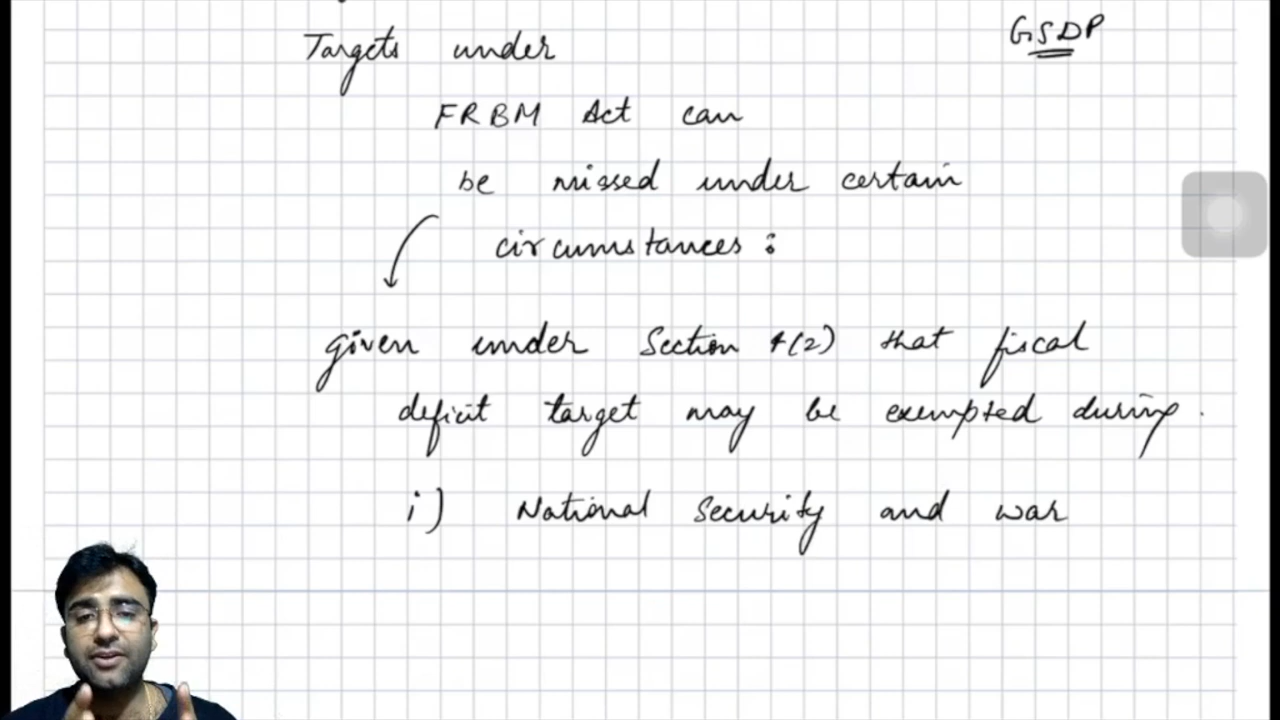 GSDP
Targets under
FRBM Act can
be missed under certain
circumstances :
given under Section 4(2) that fiscal
deficit target may be exempted during
i) National Security and war